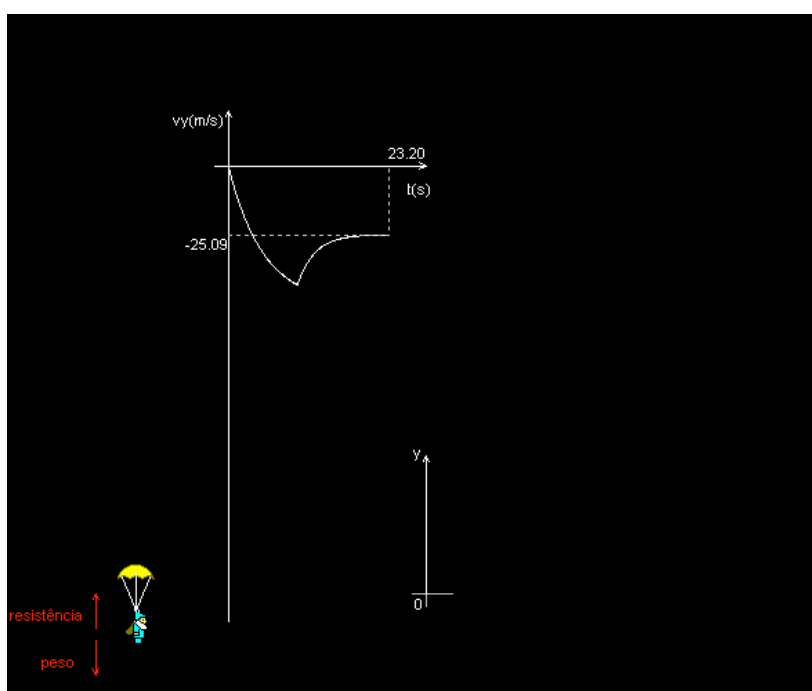 vy(m/s)
23.20
t(s)
-25.09
y
0
resistência
peso